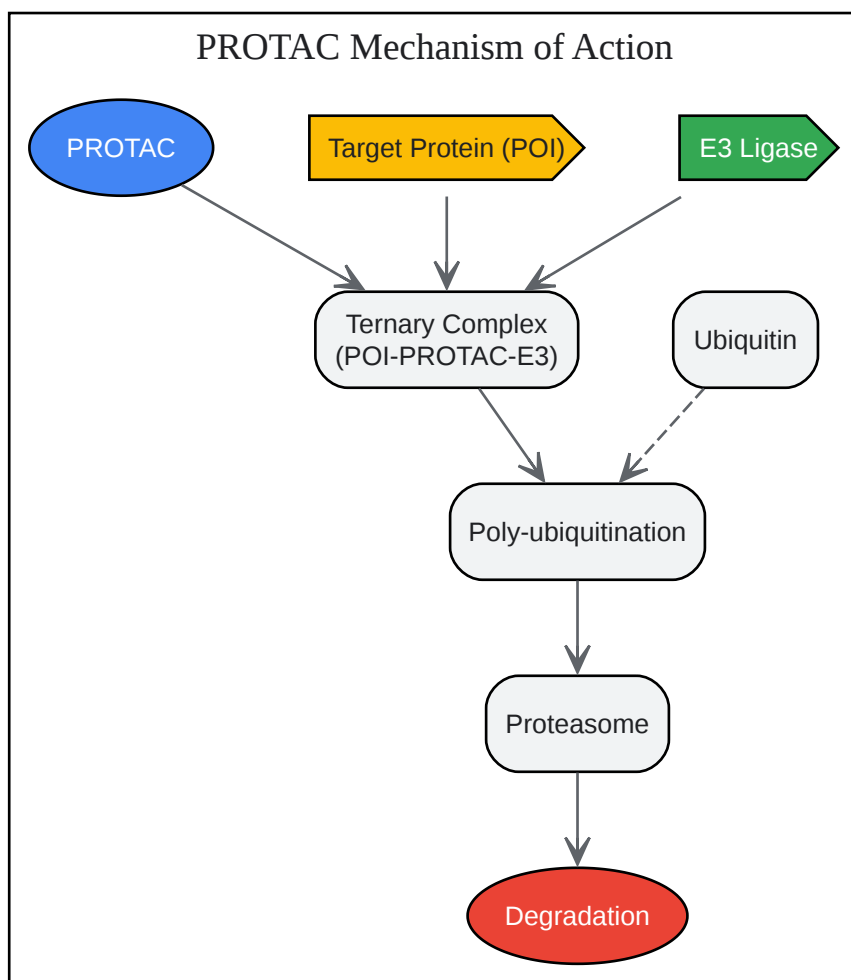 PROTAC Mechanism of Action
PROTAC
Target Protein (POI)
E3 Ligase
Ternary Complex
(POI-PROTAC-E3)
Ubiquitin
Poly-ubiquitination
Proteasome
Degradation